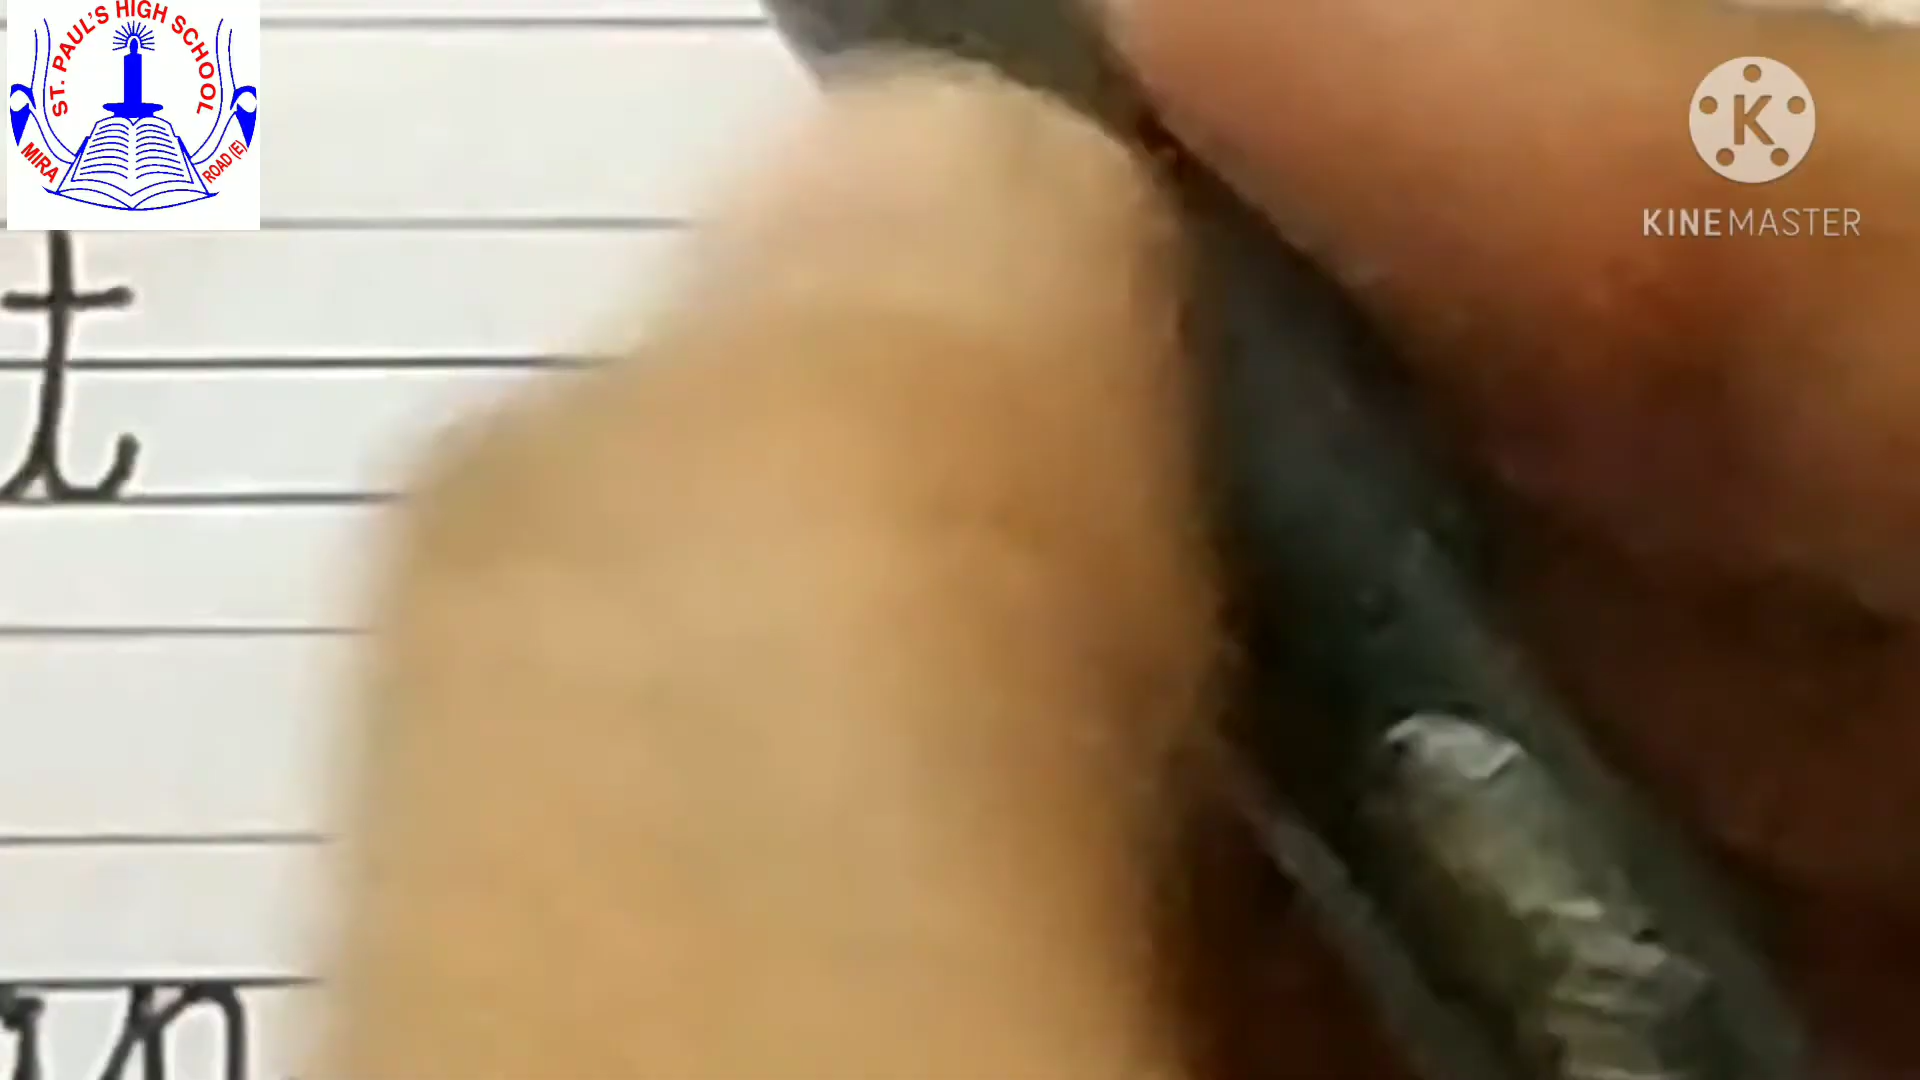 ST. PAUL'S HIGH SCHOOL
MIRA ROAD (E)
K
KINEMASTER
t